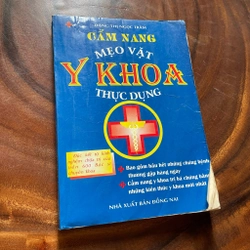 CẨM NANG
MẸO VẶT
Y KHOA
THỰC DỤNG
Bao gồm hầu hết những chứng bệnh
thường gặp hàng ngày
Cẩm nang y khoa trị bá chứng bằng
những kiến thức y khoa mới nhất
NHÀ XUẤT BẢN ĐỒNG NAI